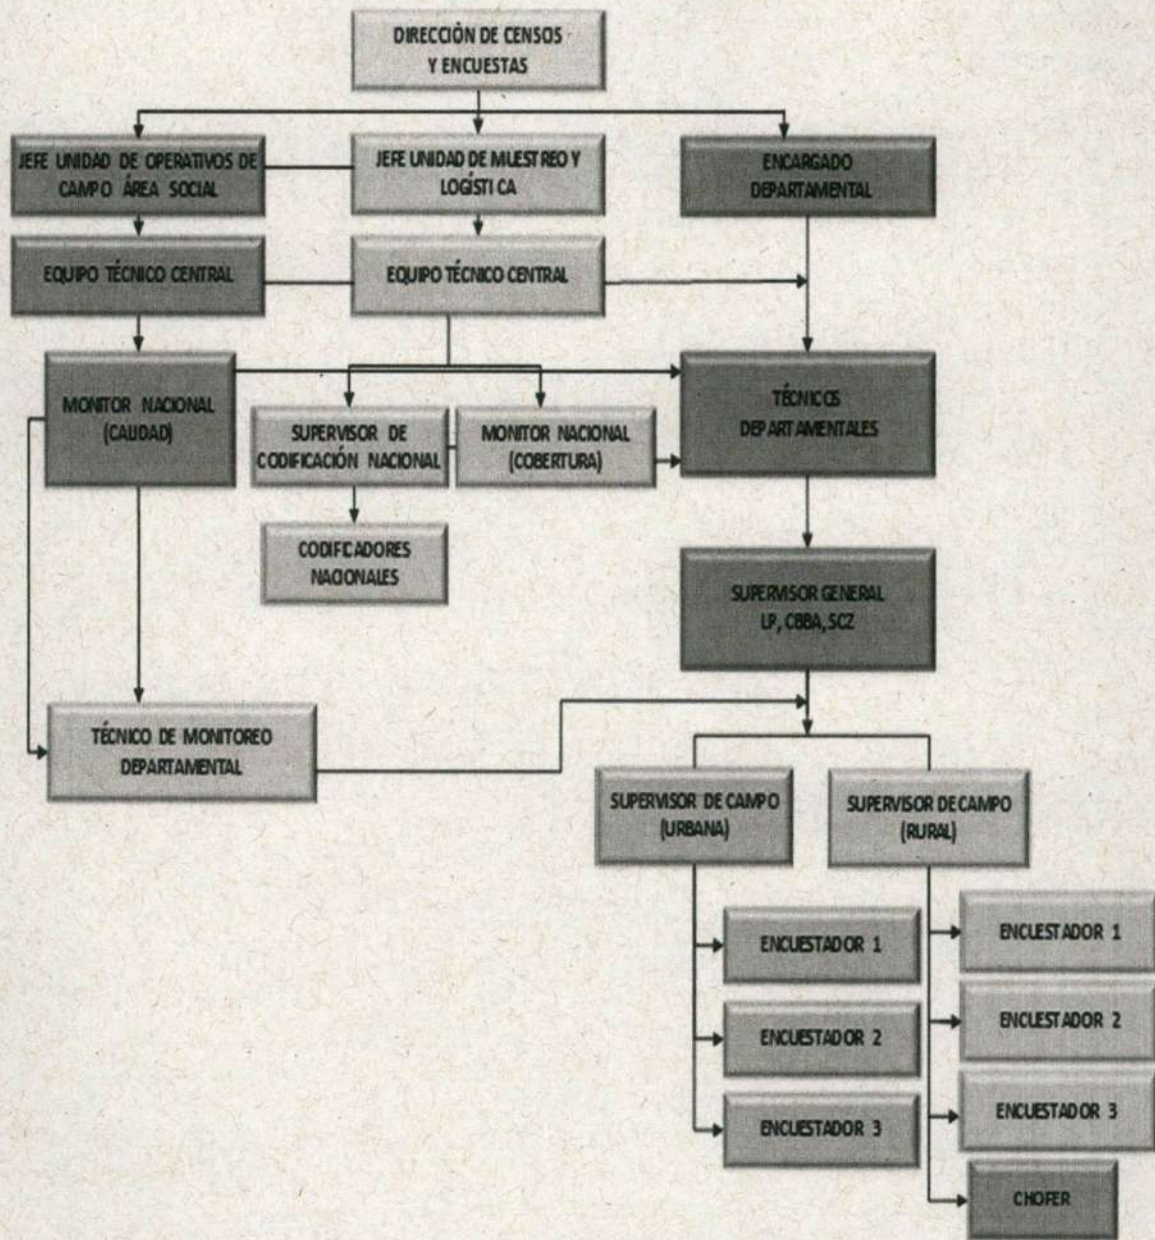 DIRECCIÓN DE CENSOS
Y ENCUESTAS
JEFE UNIDAD DE OPERATIVOS DE
CAMPO ÁREA SOCIAL
JEFE UNIDAD DE MUESTREO Y
LOGÍSTICA
ENCARGADO
DEPARTAMENTAL
EQUIPO TÉCNICO CENTRAL
EQUIPO TÉCNICO CENTRAL
MONITOR NACIONAL
(CALIDAD)
SUPERVISOR DE
CODIFICACIÓN NACIONAL
MONITOR NACIONAL
(COBERTURA)
TÉCNICOS
DEPARTAMENTALES
CODIFICADORES
NACIONALES
SUPERVISOR GENERAL
LP, CBBA, SCZ
TÉCNICO DE MONITOREO
DEPARTAMENTAL
SUPERVISOR DE CAMPO
(URBANA)
SUPERVISOR DE CAMPO
(RURAL)
ENCUESTADOR 1
ENCUESTADOR 2
ENCUESTADOR 3
ENCUESTADOR 1
ENCUESTADOR 2
ENCUESTADOR 3
CHOFER